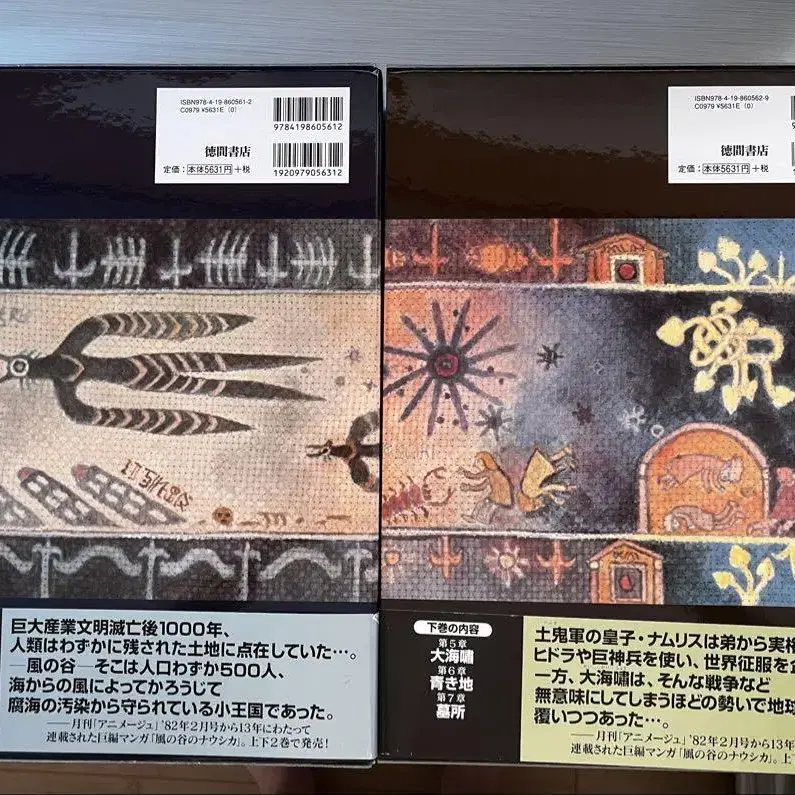 ISBN978-4-19-860561-2
C0979 ¥5631E (0)
9784198605612
徳間書店
1920979056312
定価：本体5631円＋税
巨大産業文明滅亡後1000年、
人類はわずかに残された土地に点在していた…。
─風の谷─そこは人口わずか500人、
海からの風によってかろうじて
腐海の汚染から守られている小王国であった。
──月刊「アニメージュ」'82年2月号から13年にわたって
連載された巨編マンガ「風の谷のナウシカ」。上下2巻で発売！
ISBN978-4-19-860562-9
C0979 ¥5631E (0)
徳間書店
定価：本体5631円＋税
下巻の内容
第5章
大海嘯
第6章
青き地
第7章
墓所
土鬼軍の皇子・ナムリスは弟から実権
ヒドラや巨神兵を使い、世界征服を
一方、大海嘯は、そんな戦争など
無意味にしてしまうほどの勢いで地球
覆いつつあった…。
──月刊「アニメージュ」'82年2月号から13年
連載された巨編マンガ「風の谷のナウシカ」。上